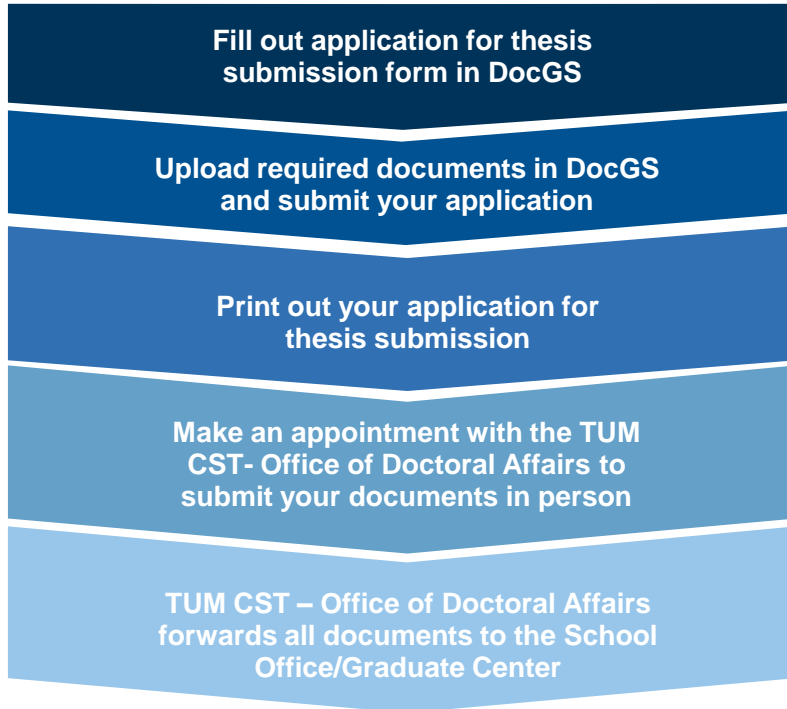 Fill out application for thesis
submission form in DocGS
Upload required documents in DocGS
and submit your application
Print out your application for
thesis submission
Make an appointment with the TUM
CST- Office of Doctoral Affairs to
submit your documents in person
TUM CST – Office of Doctoral Affairs
forwards all documents to the School
Office/Graduate Center